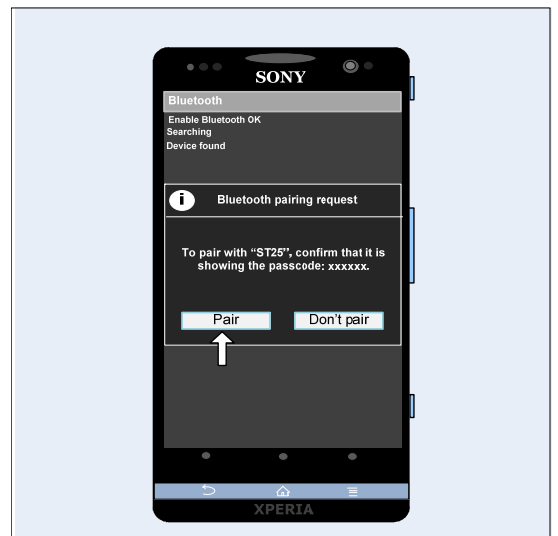 SONY
Bluetooth
Enable Bluetooth OK
Searching
Device found
i
Bluetooth pairing request
To pair with “ST25”, confirm that it is
showing the passcode: xxxxxx.
Pair
Don't pair
XPERIA